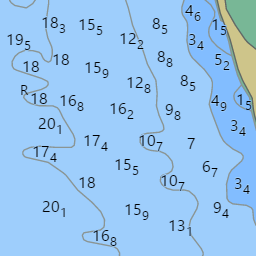 4₆
18₃ 15₅ 8₅ 1₅
19₅ 12₂ 3₄
18 18 15₉ 8₈ 5₂
12₈ 8₅
R
18 16₈ 16₂ 9₈ 4₉ 1₅
20₁ 3₄
17₄ 17₄ 10₇ 7
15₅ 6₇
18 10₇ 3₄
20₁ 15₉ 9₄
16₈ 13₁